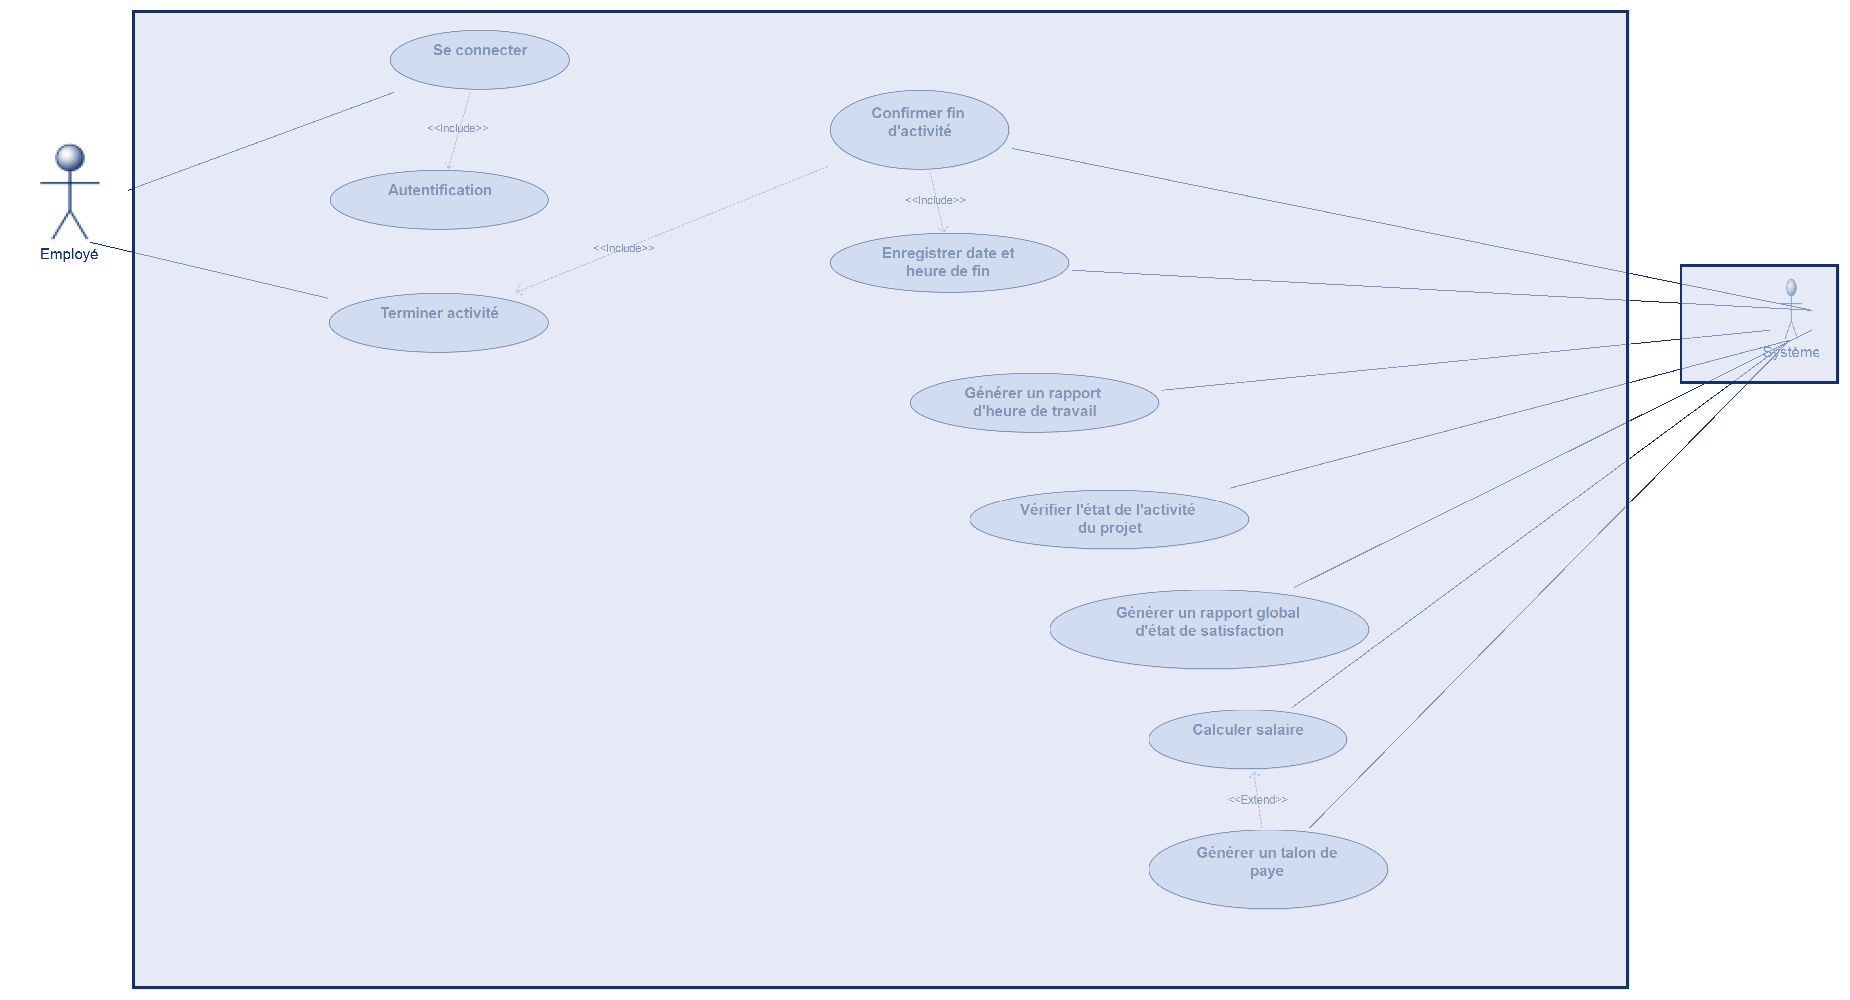 Se connecter
<<Include>>
Autentification
Confirmer fin
d'activité
<<Include>>
Enregistrer date et
heure de fin
<<Include>>
Terminer activité
Employé
Système
Générer un rapport
d'heure de travail
Vérifier l'état de l'activité
du projet
Générer un rapport global
d'état de satisfaction
Calculer salaire
<<Extend>>
Générer un talon de
paye